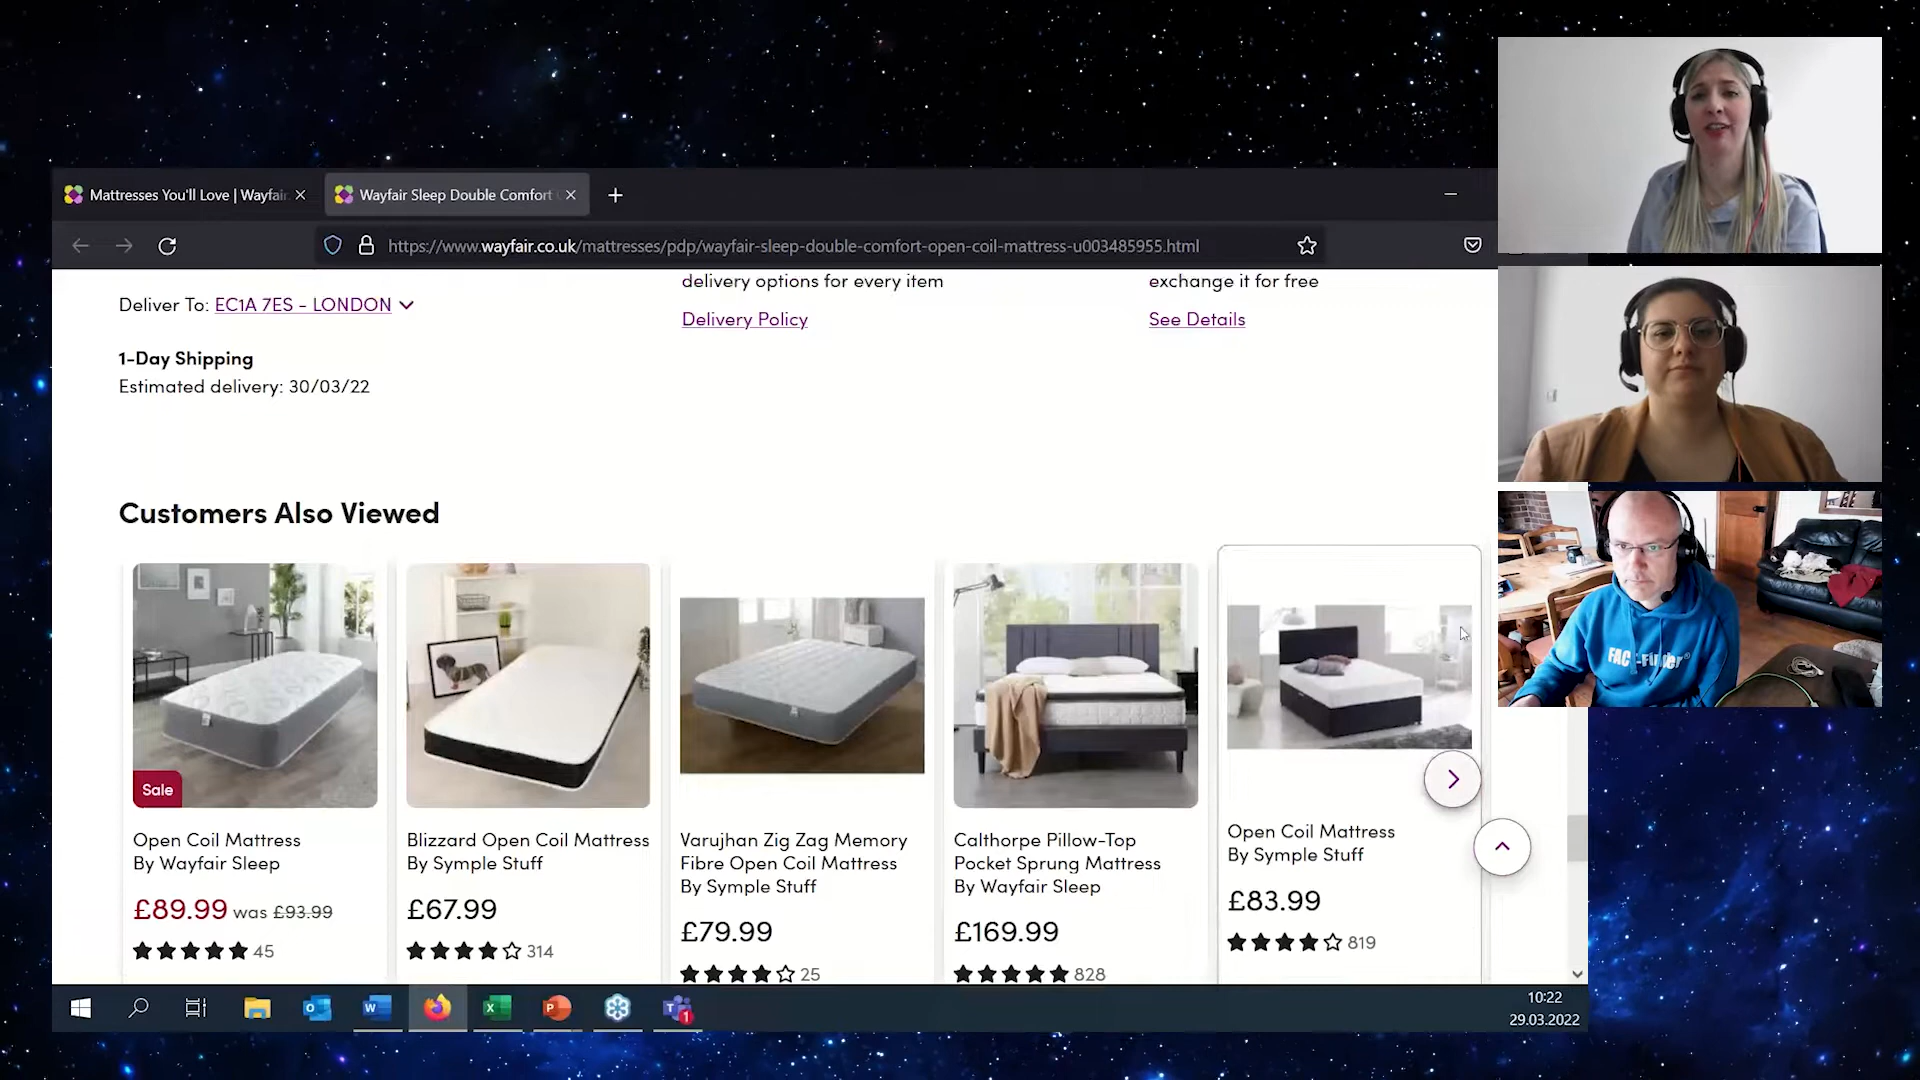 Mattresses You'll Love | Wayfair
Wayfair Sleep Double Comfort
https://www.wayfair.co.uk/mattresses/pdp/wayfair-sleep-double-comfort-open-coil-mattress-u003485955.html
delivery options for every item
exchange it for free
Deliver To: EC1A 7ES - LONDON
Delivery Policy
See Details
1-Day Shipping
Estimated delivery: 30/03/22
Customers Also Viewed
Sale
Open Coil Mattress
By Wayfair Sleep
£89.99 was £93.99
45
Blizzard Open Coil Mattress
By Symple Stuff
£67.99
314
Varujhan Zig Zag Memory
Fibre Open Coil Mattress
By Symple Stuff
£79.99
25
Calthorpe Pillow-Top
Pocket Sprung Mattress
By Wayfair Sleep
£169.99
828
Open Coil Mattress
By Symple Stuff
£83.99
819
1
10:22
29.03.2022